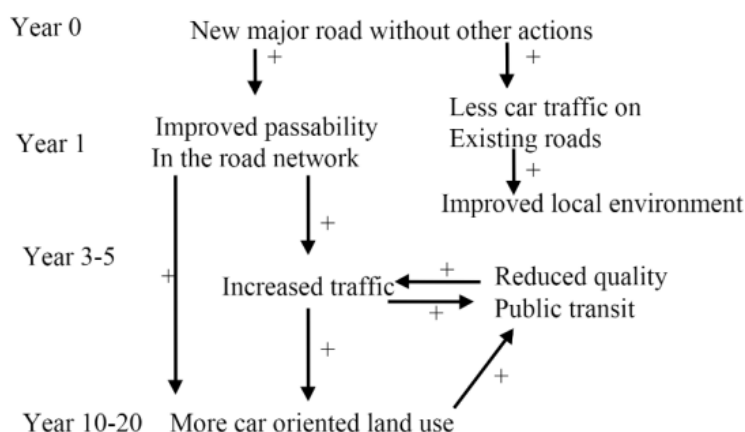 Year 0
New major road without other actions
+
+
Less car traffic on
Existing roads
Improved passability
In the road network
Year 1
+
Improved local environment
+
Year 3-5
+
+
Increased traffic
Reduced quality
Public transit
+
+
+
Year 10-20
More car oriented land use